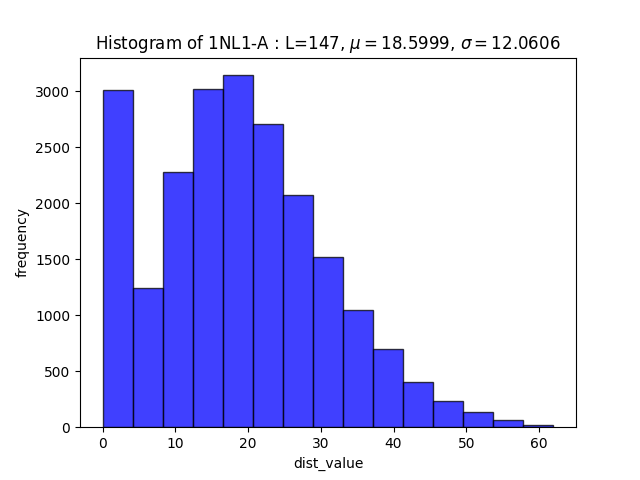 Histogram of 1NL1-A : L=147, μ = 18.5999, σ = 12.0606
3000
2500
2000
1500
1000
500
0
frequency
0 10 20 30 40 50 60
dist_value